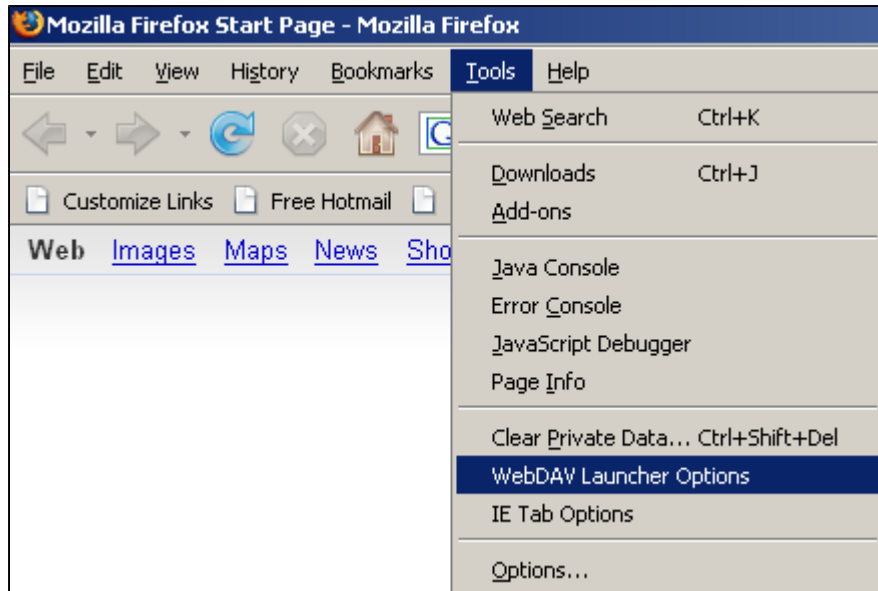 Mozilla Firefox Start Page - Mozilla Firefox
File Edit View History Bookmarks Tools Help
Web Search Ctrl+K
Downloads Ctrl+J
Customize Links Free Hotmail
Add-ons
Web Images Maps News Sho
Java Console
Error Console
JavaScript Debugger
Page Info
Clear Private Data... Ctrl+Shift+Del
WebDAV Launcher Options
IE Tab Options
Options...